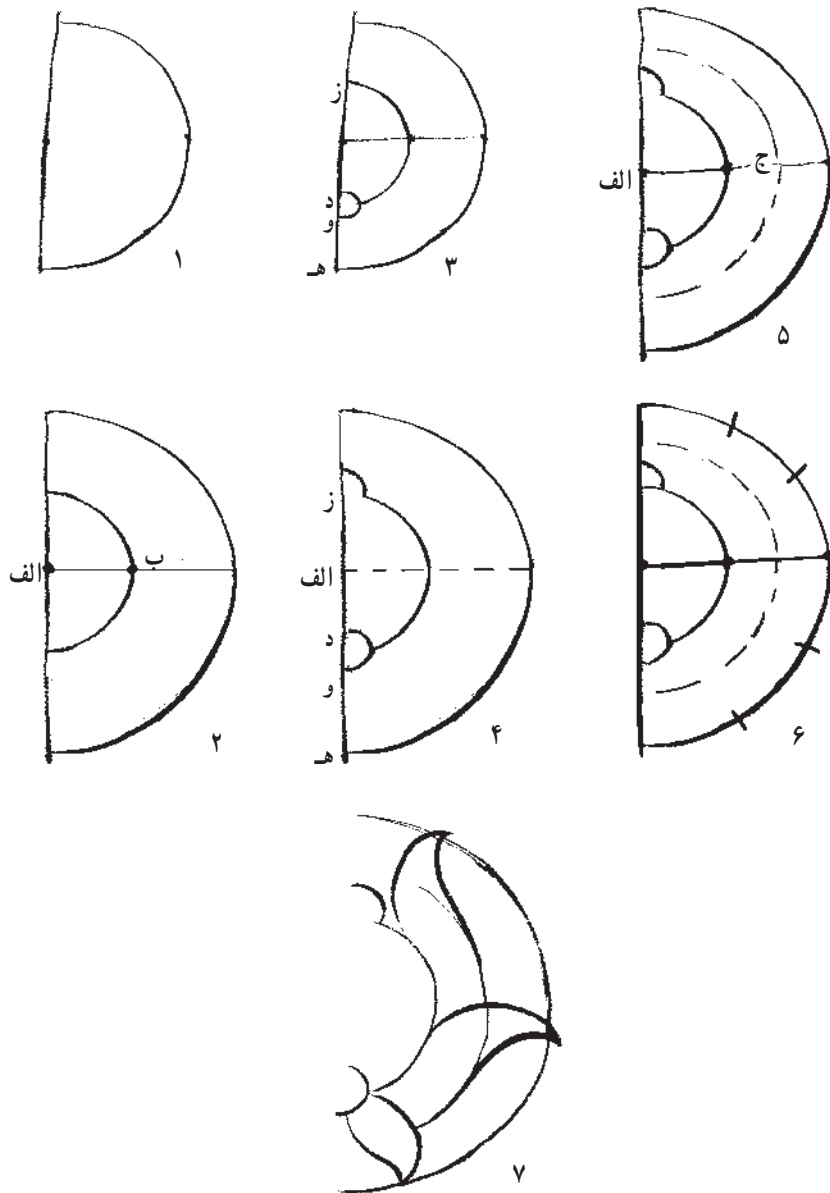 ۱
ز
د
و
هـ
۳
ج
الف
۵
ب
الف
۲
ز
الف
د
و
هـ
۴
۶
۷